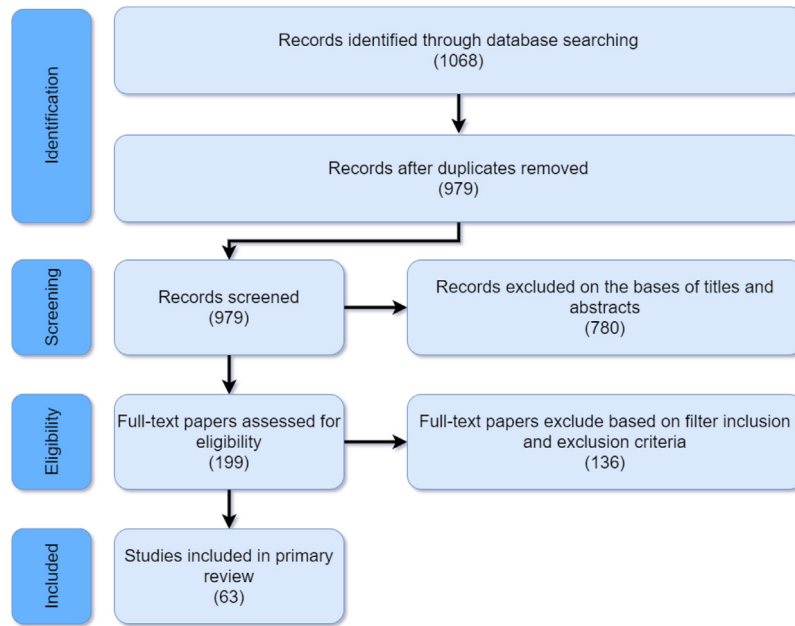 Identification
Records identified through database searching
(1068)
Records after duplicates removed
(979)
Screening
Records screened
(979)
Records excluded on the bases of titles and
abstracts
(780)
Eligibility
Full-text papers assessed for
eligibility
(199)
Full-text papers exclude based on filter inclusion
and exclusion criteria
(136)
Included
Studies included in primary
review
(63)